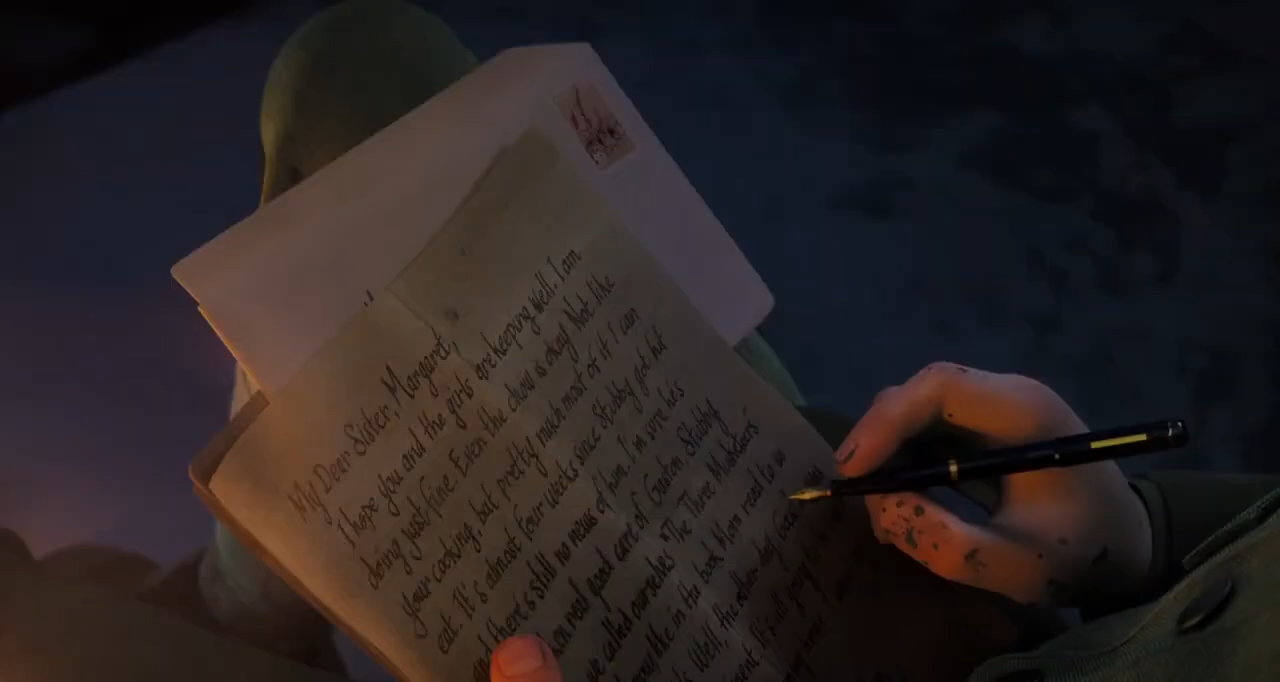 My Dear Sister, Margaret,
I hope you and the girls are keeping well. I am
doing just fine. Even the chow is okay! Not like
your cooking, but pretty much most of it I can
eat. It's almost four weeks since Stubby got hit
and there's still no news of him. I'm sure he's
real good care of Gaston, Stubby
we called ourselves "The Three Musketeers"
like in the book Mom read to us
Well, the other day